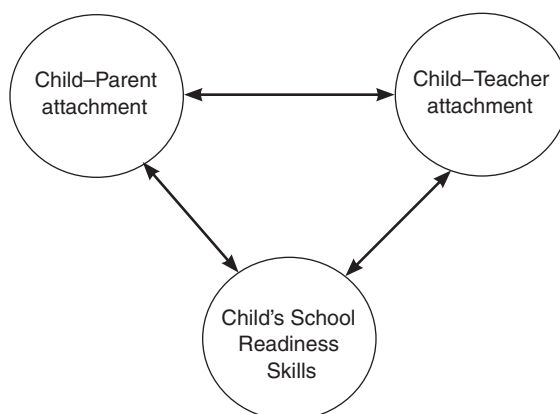 Child–Parent
attachment
Child–Teacher
attachment
Child’s School
Readiness
Skills